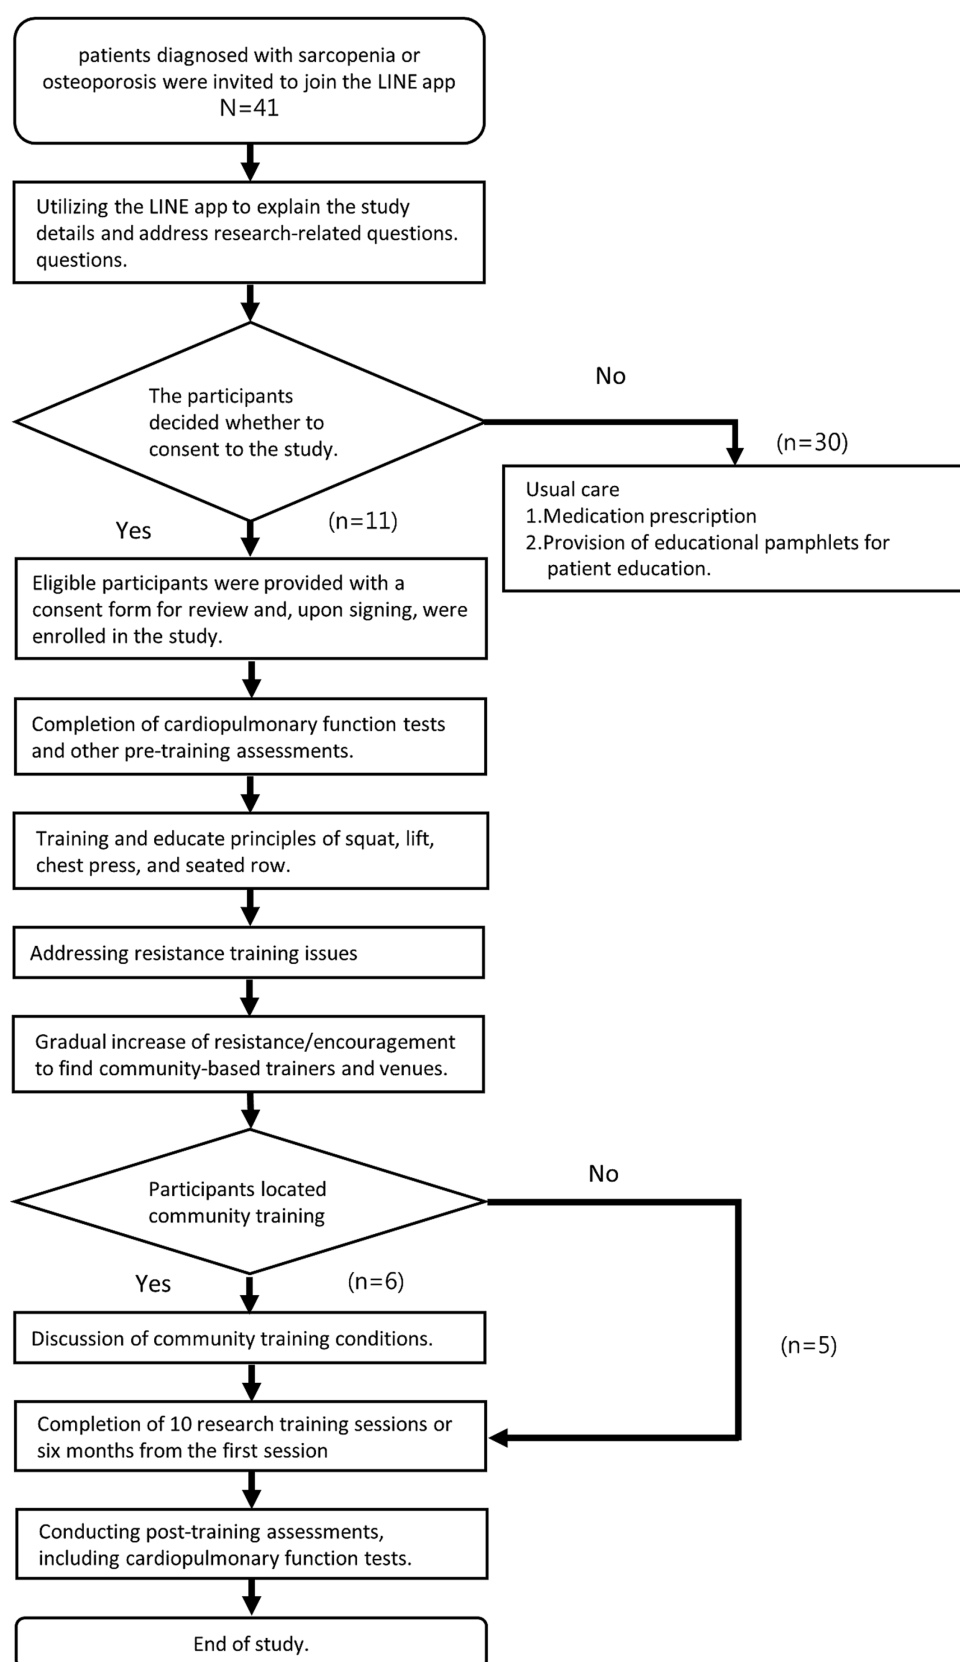 patients diagnosed with sarcopenia or
osteoporosis were invited to join the LINE app
N=41
Utilizing the LINE app to explain the study
details and address research-related questions.
questions.
The participants
decided whether to
consent to the study.
No
(n=30)
Usual care
1.Medication prescription
2.Provision of educational pamphlets for
patient education.
Yes
(n=11)
Eligible participants were provided with a
consent form for review and, upon signing, were
enrolled in the study.
Completion of cardiopulmonary function tests
and other pre-training assessments.
Training and educate principles of squat, lift,
chest press, and seated row.
Addressing resistance training issues
Gradual increase of resistance/encouragement
to find community-based trainers and venues.
Participants located
community training
No
Yes
(n=6)
(n=5)
Discussion of community training conditions.
Completion of 10 research training sessions or
six months from the first session
Conducting post-training assessments,
including cardiopulmonary function tests.
End of study.